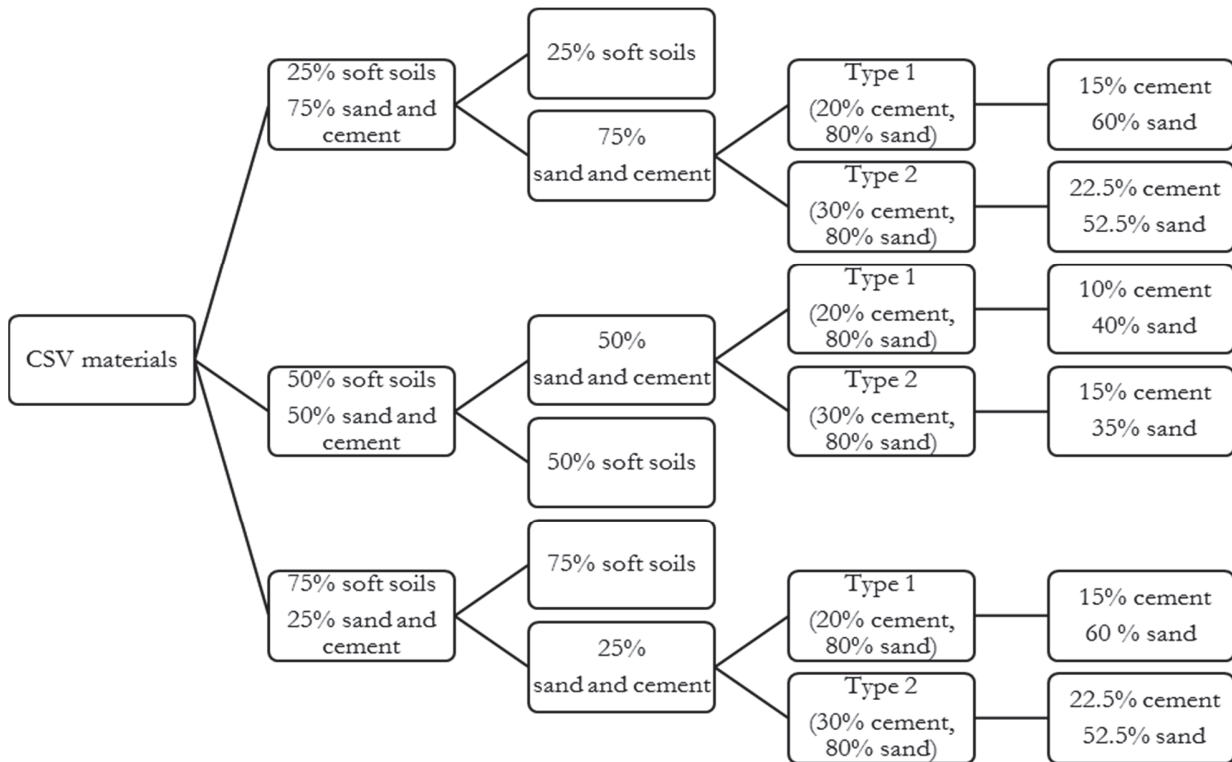 CSV materials
25% soft soils
75% sand and
cement
25% soft soils
75%
sand and cement
Type 1
(20% cement,
80% sand)
15% cement
60% sand
Type 2
(30% cement,
80% sand)
22.5% cement
52.5% sand
50% soft soils
50% sand and
cement
50%
sand and cement
Type 1
(20% cement,
80% sand)
10% cement
40% sand
Type 2
(30% cement,
80% sand)
15% cement
35% sand
50% soft soils
75% soft soils
25% sand and
cement
75% soft soils
25%
sand and cement
Type 1
(20% cement,
80% sand)
15% cement
60 % sand
Type 2
(30% cement,
80% sand)
22.5% cement
52.5% sand